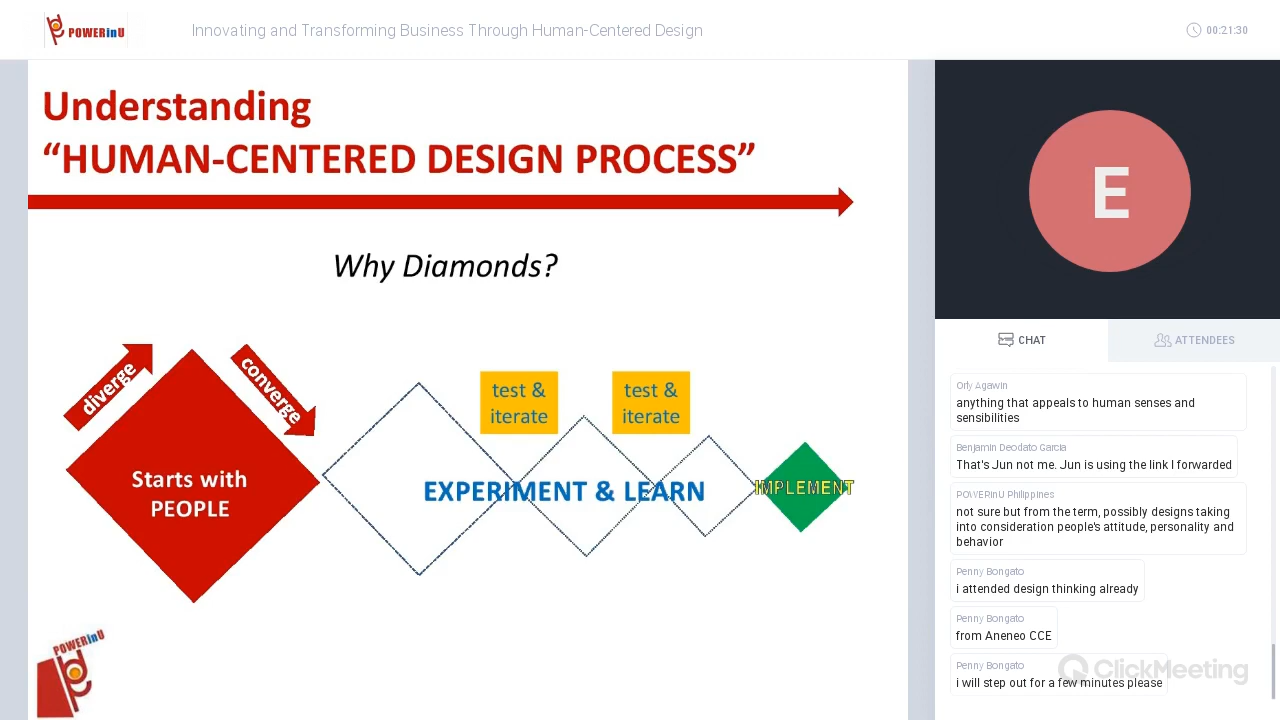 POWERinU
Innovating and Transforming Business Through Human-Centered Design
00:21:30
Understanding
“HUMAN-CENTERED DESIGN PROCESS”
Why Diamonds?
diverge
converge
test &
iterate
test &
iterate
Starts with
PEOPLE
EXPERIMENT & LEARN
IMPLEMENT
POWERinU
E
CHAT
ATTENDEES
Orly Agawin
anything that appeals to human senses and
sensibilities
Benjamin Deodato Garcia
That's Jun not me. Jun is using the link I forwarded
POWERinU Philippines
not sure but from the term, possibly designs taking
into consideration people's attitude, personality and
behavior
Penny Bongato
i attended design thinking already
Penny Bongato
from Aneneo CCE
Penny Bongato
i will step out for a few minutes please
ClickMeeting